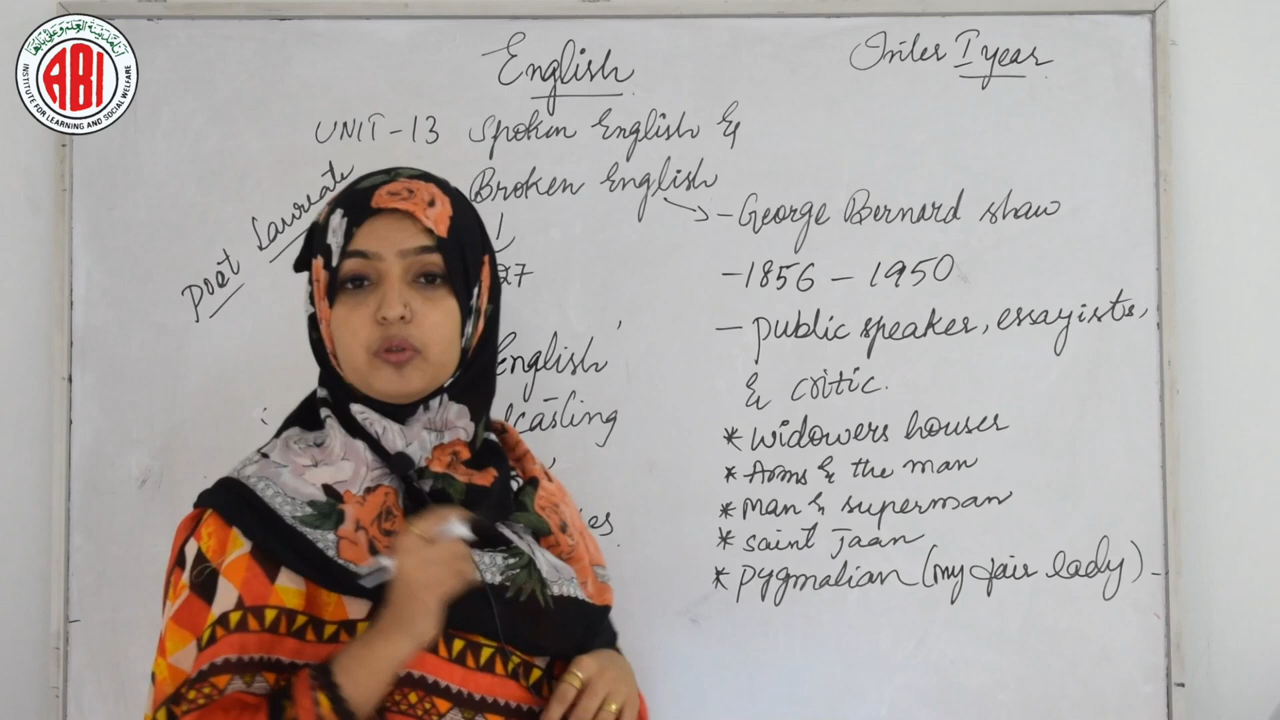 ABI
INSTITUTE FOR LEARNING AND SOCIAL WELFARE
English
Inter I year
UNIT-13 Spoken English &
Broken English
Poet Laureate
- George Bernard Shaw
27
- 1856 - 1950
- public speaker, essayists,
English
& critic.
* widowers houses
* Arms & the man
* Man & superman
* saint Jaan
* pygmalian (my fair lady) -